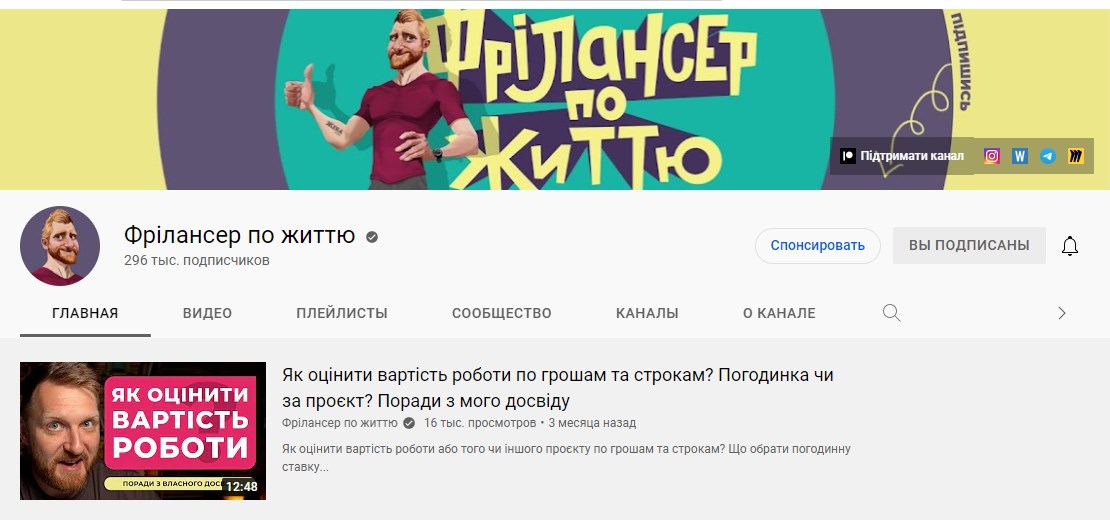 ФРІЛАНСЕР
ПО
ЖИТТЮ
ПІДПИШИСЬ
Підтримати канал
W
Фрілансер по життю
296 тыс. подписчиков
Спонсировать
ВЫ ПОДПИСАНЫ
ГЛАВНАЯ
ВИДЕО
ПЛЕЙЛИСТЫ
СООБЩЕСТВО
КАНАЛЫ
О КАНАЛЕ
ЯК ОЦІНИТИ
ВАРТІСТЬ
РОБОТИ
ПОРАДИ З ВЛАСНОГО
12:48
Як оцінити вартість роботи по грошам та строкам? Погодинка чи
за проєкт? Поради з мого досвіду
Фрілансер по життю 16 тыс. просмотров • 3 месяца назад
Як оцінити вартість роботи або того чи іншого проєкту по грошам та строкам? Що обрати погодинну
ставку...